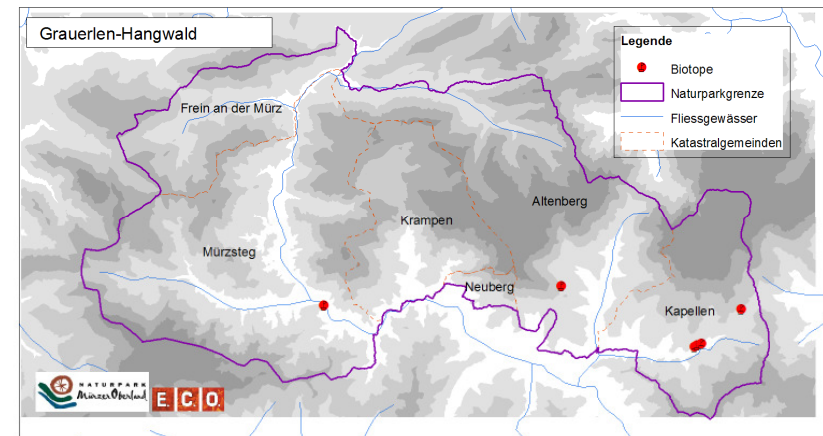 Grauerlen-Hangwald
Legende
Biotope
Naturparkgrenze
Fliessgewässer
Katastralgemeinden
Frein an der Mürz
Altenberg
Krampen
Mürzsteg
Neuberg
Kapellen
NATURPARK
Mürzer Oberland
E.C.O.